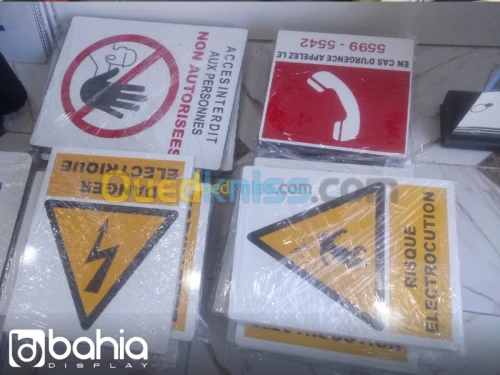 ACCES INTERDIT
AUX PERSONNES
NON AUTORISEES
EN CAS D'URGENCE APPELEZ LE
5599 - 5542
DANGER
ELECTRIQUE
RISQUE
ELECTROCUTION
Ouedkniss.com
bahia
DISPLAY